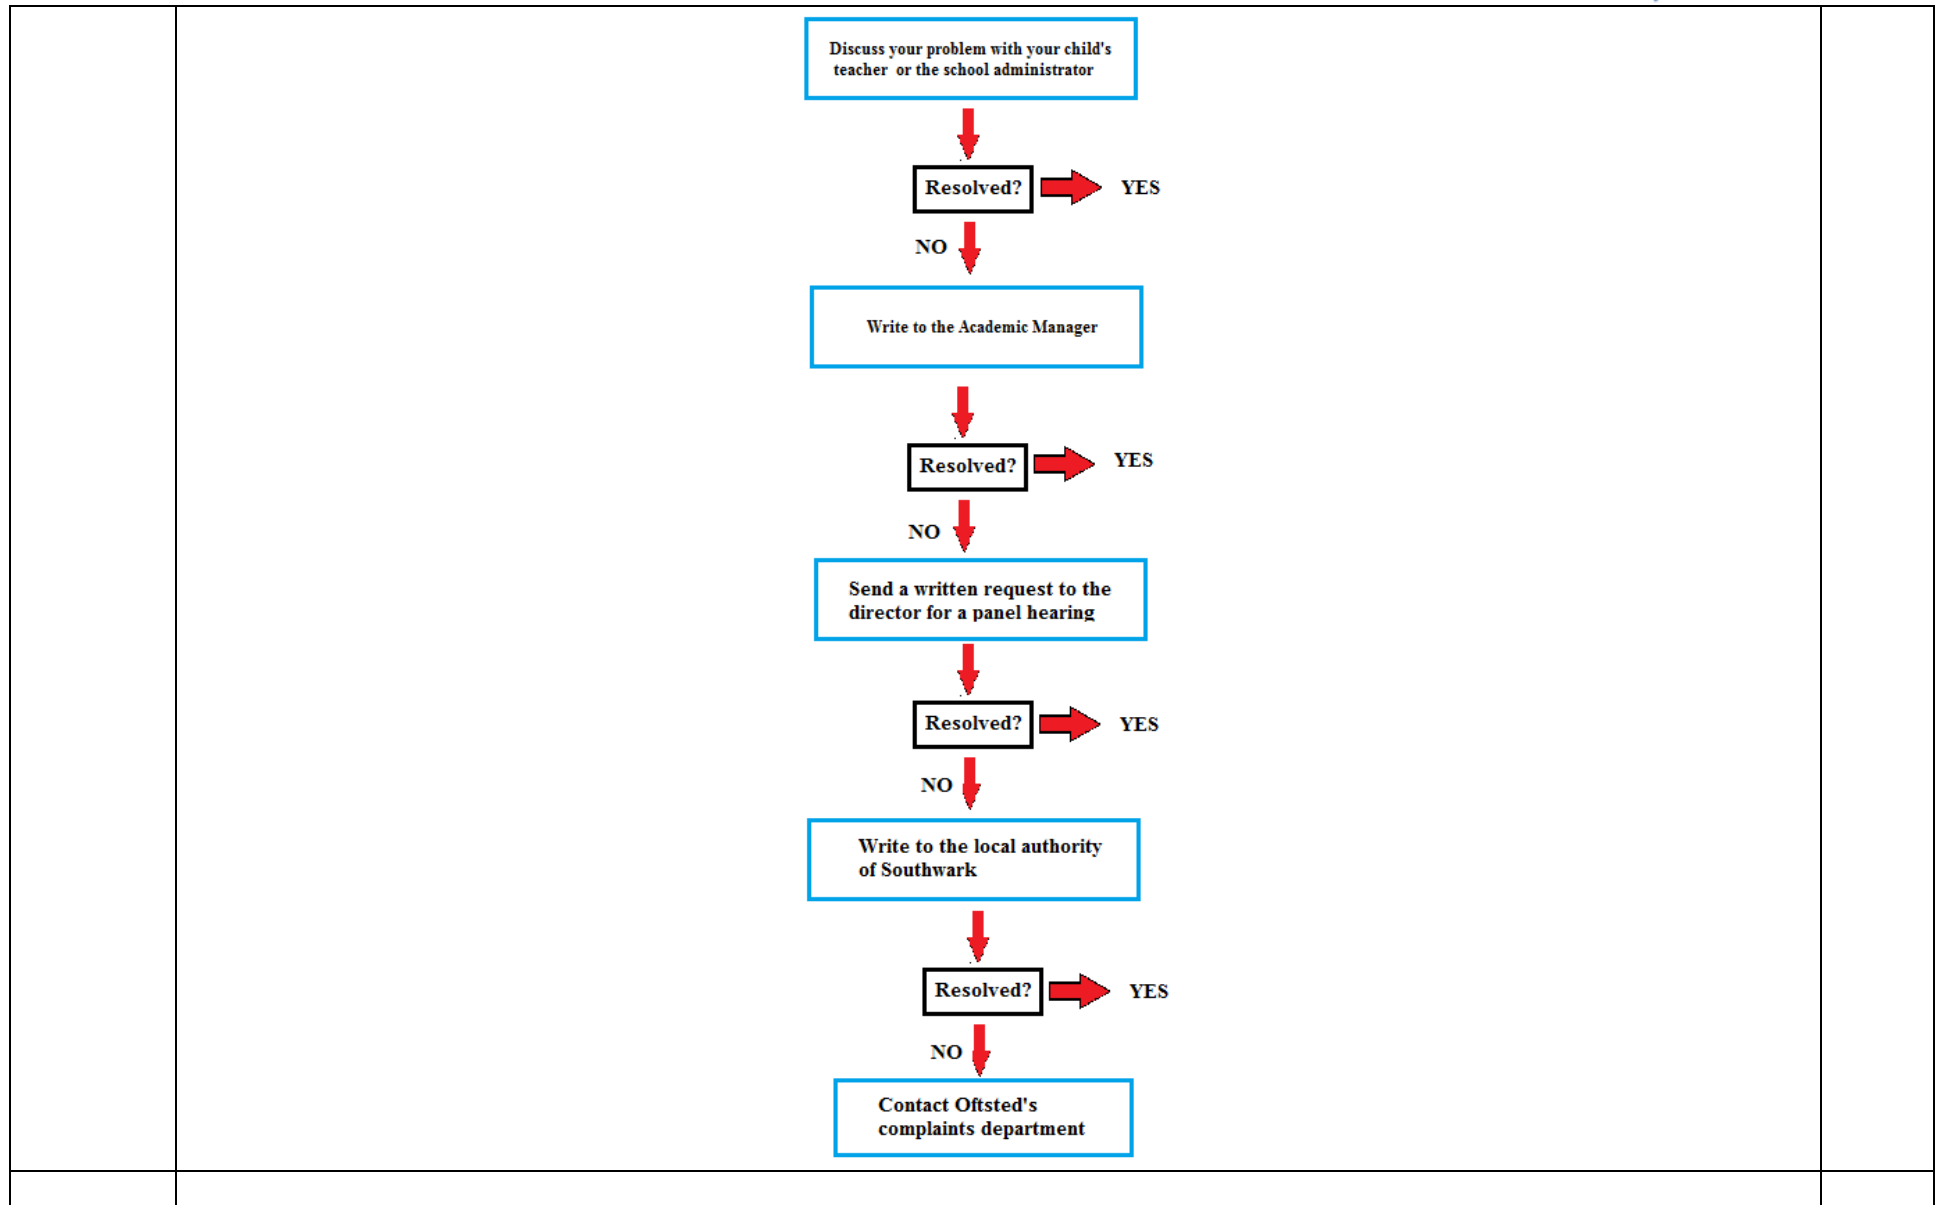 Discuss your problem with your child's
teacher or the school administrator
Resolved?
YES
NO
Write to the Academic Manager
Resolved?
YES
NO
Send a written request to the
director for a panel hearing
Resolved?
YES
NO
Write to the local authority
of Southwark
Resolved?
YES
NO
Contact Oftsted's
complaints department